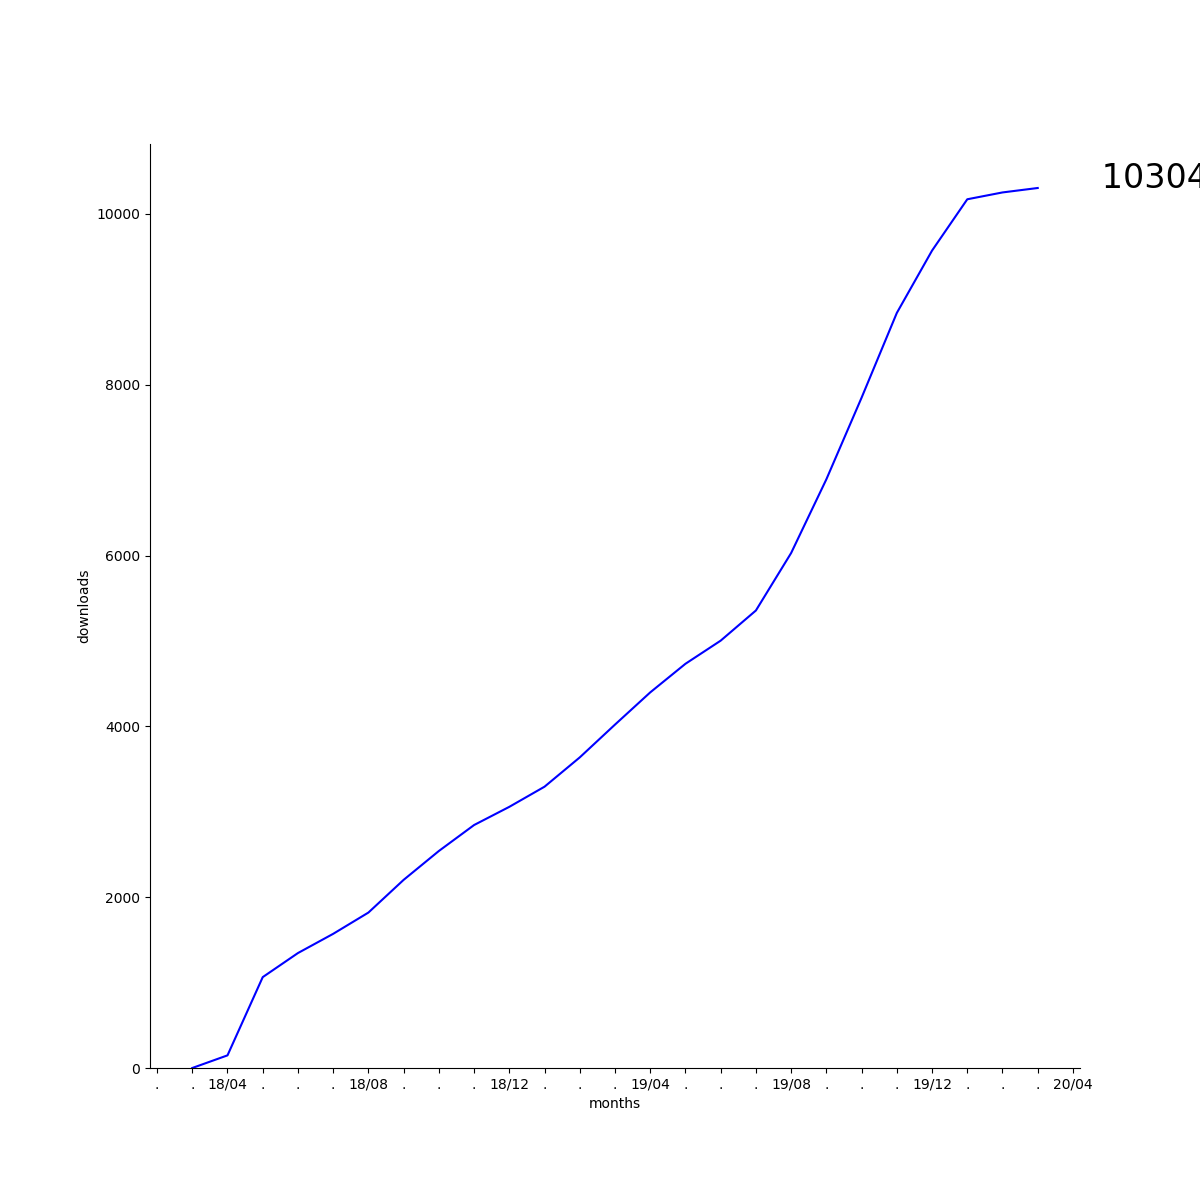 10304
10000
8000
6000
4000
2000
0
downloads
. . 18/04 . . . 18/08 . . . 18/12 . . . 19/04 . . . 19/08 . . . 19/12 . . . 20/04
months